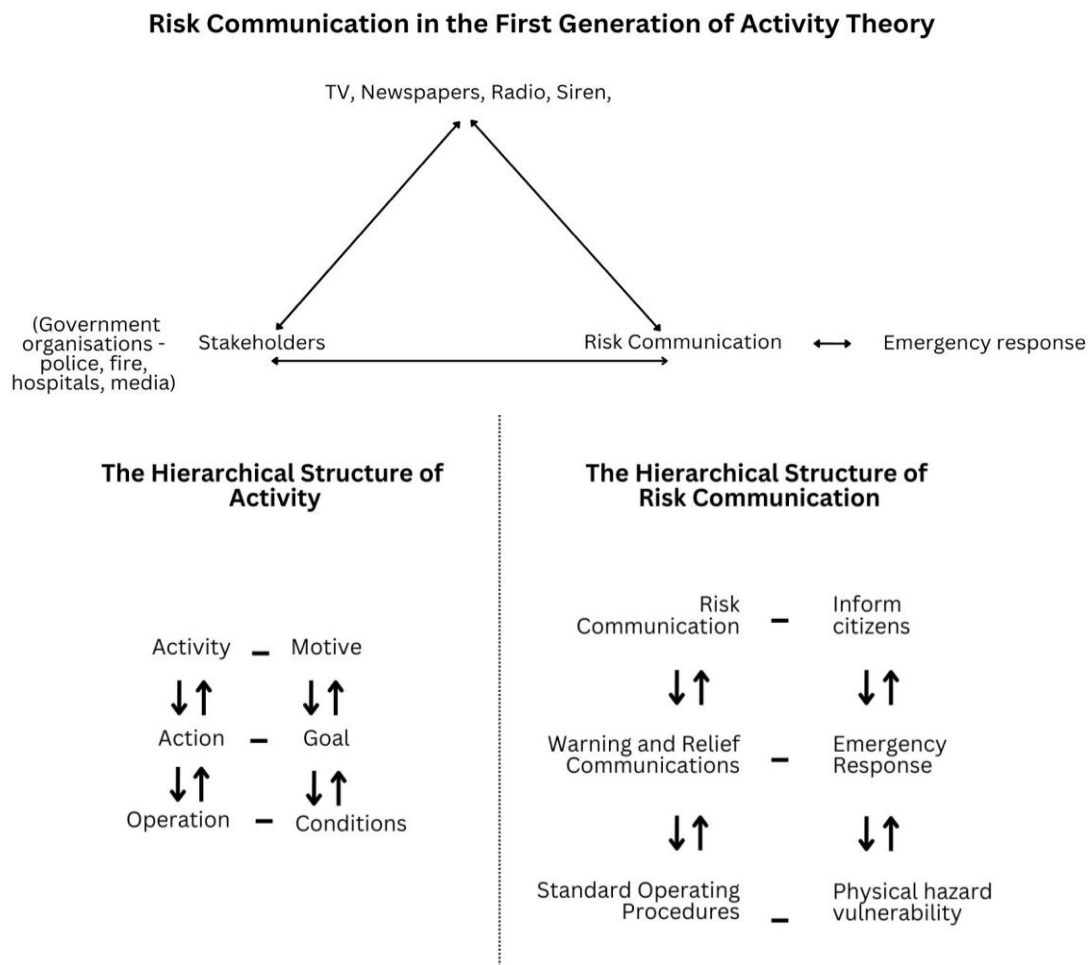 Risk Communication in the First Generation of Activity Theory
TV, Newspapers, Radio, Siren,
(Government
organisations -
police, fire,
hospitals, media)
Stakeholders
Risk Communication
Emergency response
The Hierarchical Structure of
Activity
Activity – Motive
Action – Goal
Operation – Conditions
The Hierarchical Structure of
Risk Communication
Risk
Communication
–
Inform
citizens
Warning and Relief
Communications
–
Emergency
Response
Standard Operating
Procedures
–
Physical hazard
vulnerability